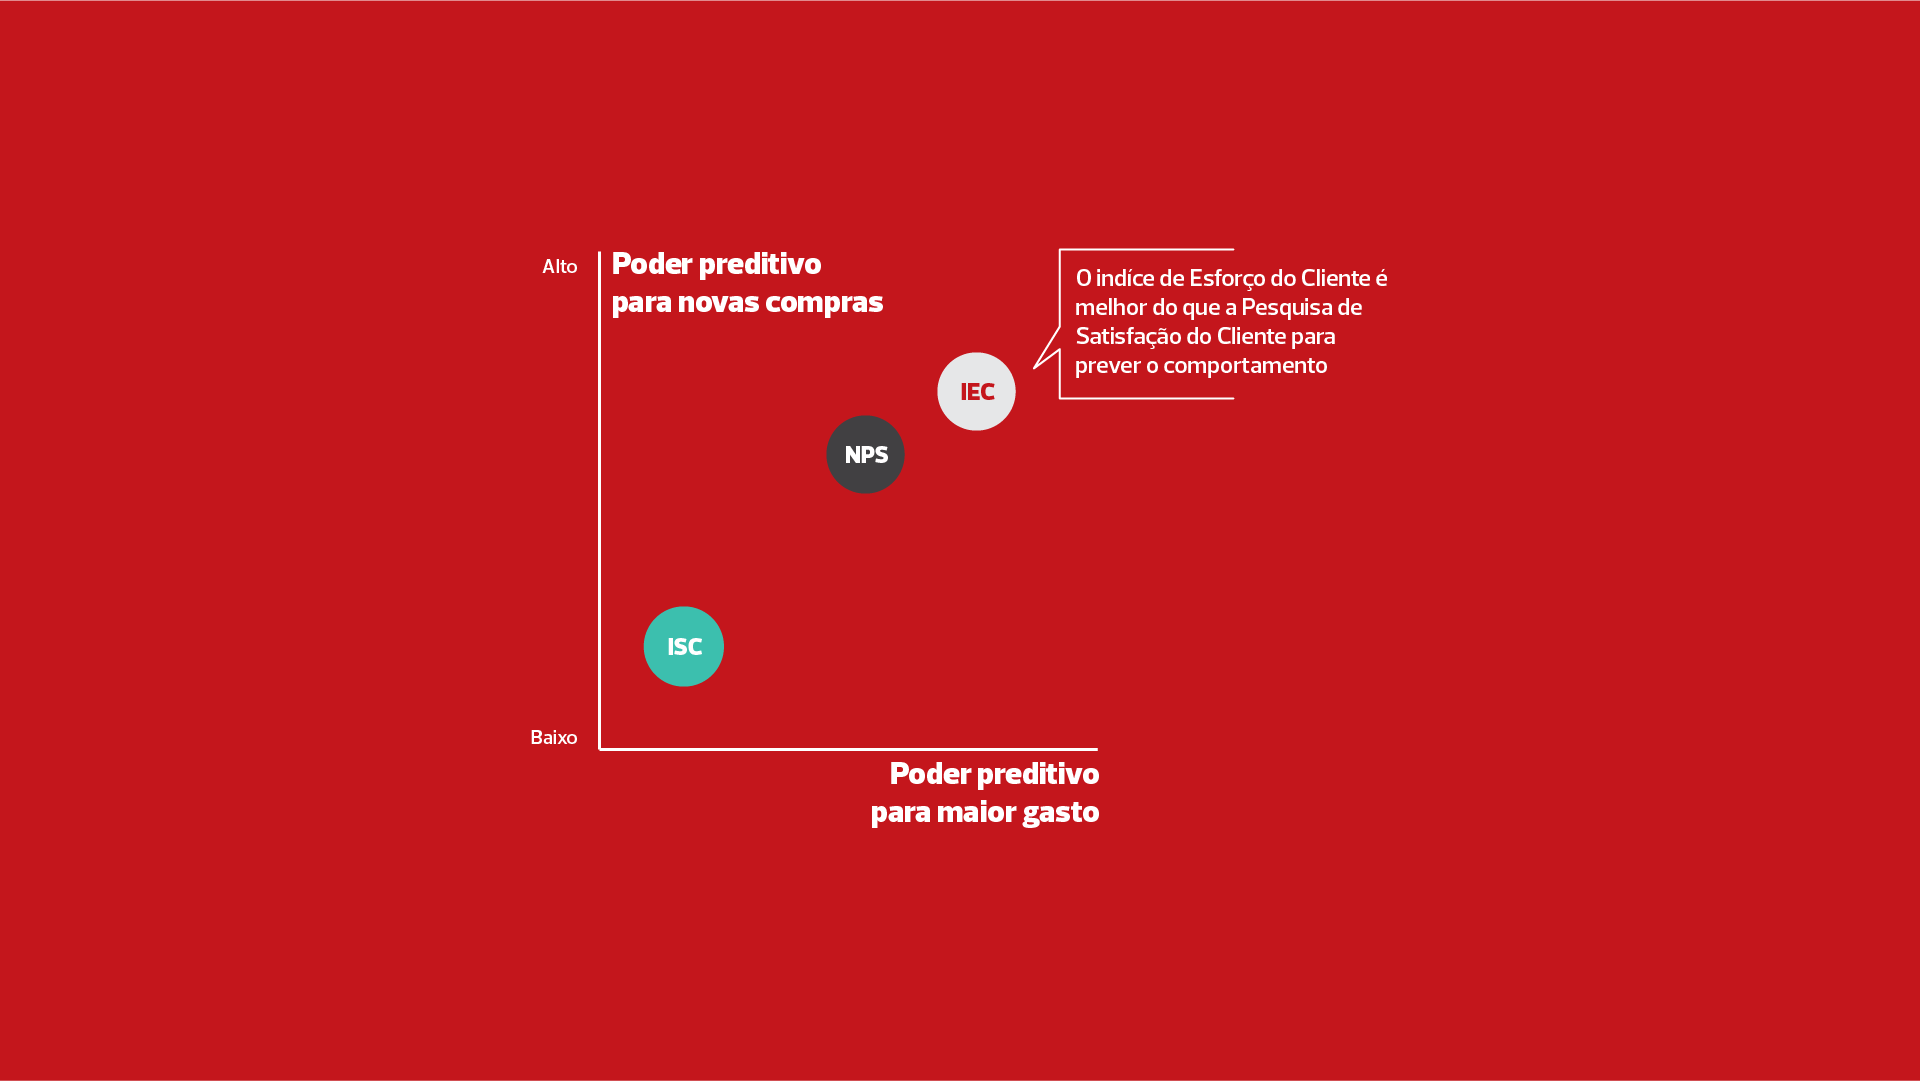 Alto
Poder preditivo
para novas compras
O indíce de Esforço do Cliente é
melhor do que a Pesquisa de
Satisfação do Cliente para
prever o comportamento
IEC
NPS
ISC
Baixo
Poder preditivo
para maior gasto